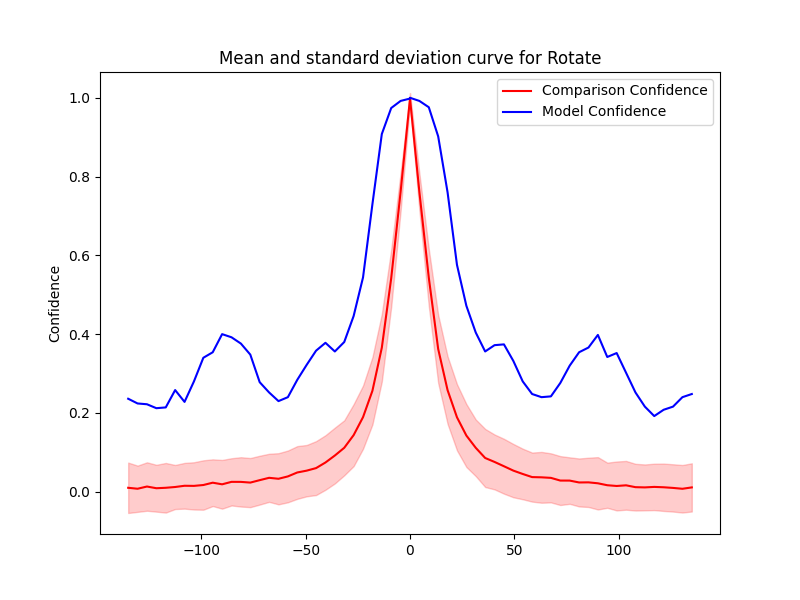 Mean and standard deviation curve for Rotate
Comparison Confidence
Model Confidence
Confidence
1.0
0.8
0.6
0.4
0.2
0.0
−100
−50
0
50
100